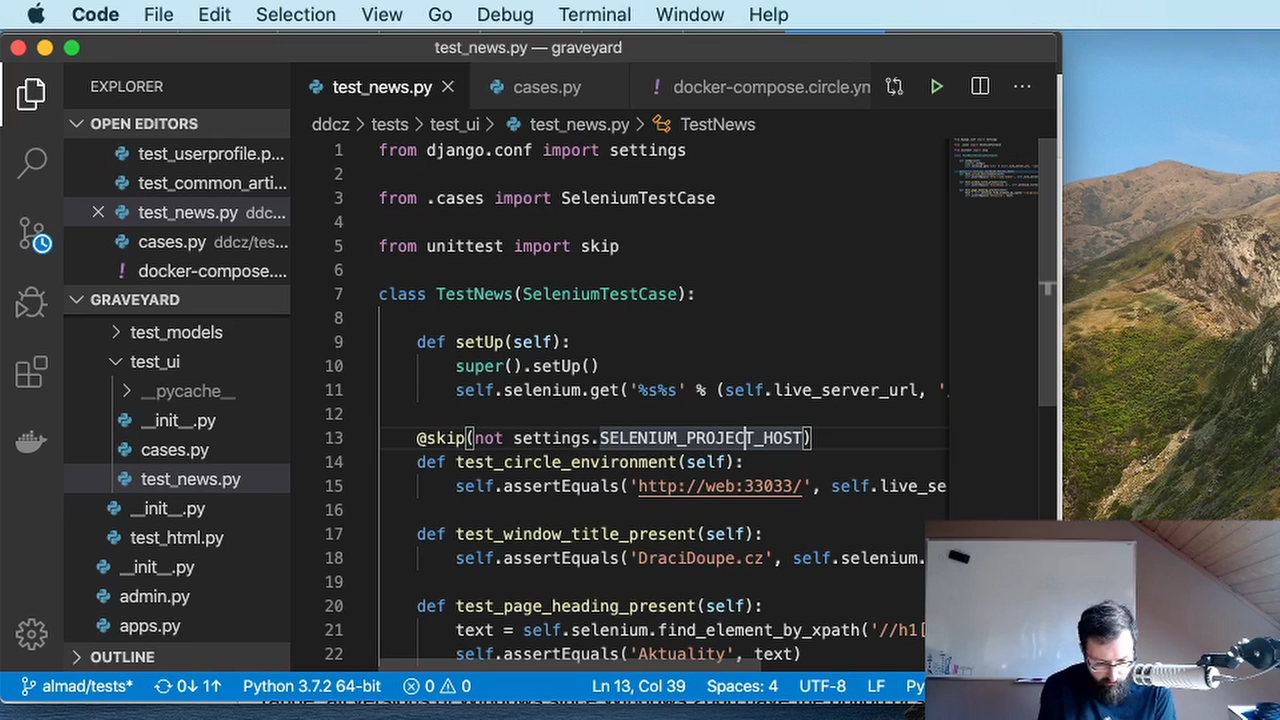 Code File Edit Selection View Go Debug Terminal Window Help
test_news.py — graveyard
EXPLORER
test_news.py
cases.py
! docker-compose.circle.ym
OPEN EDITORS
ddcz > tests > test_ui > test_news.py > TestNews
test_userprofile.p...
test_common_arti...
test_news.py ddc...
cases.py ddcz/tes...
! docker-compose....
GRAVEYARD
test_models
test_ui
__pycache__
__init__.py
cases.py
test_news.py
__init__.py
test_html.py
__init__.py
admin.py
apps.py
OUTLINE
1 from django.conf import settings
2
3 from .cases import SeleniumTestCase
4
5 from unittest import skip
6
7 class TestNews(SeleniumTestCase):
8
9 def setUp(self):
10 super().setUp()
11 self.selenium.get('%s%s' % (self.live_server_url, '
12
13 @skip(not settings.SELENIUM_PROJECT_HOST)
14 def test_circle_environment(self):
15 self.assertEquals('http://web:33033/', self.live_se
16
17 def test_window_title_present(self):
18 self.assertEquals('DraciDoupe.cz', self.selenium.
19
20 def test_page_heading_present(self):
21 text = self.selenium.find_element_by_xpath('//h1[
22 self.assertEquals('Aktuality', text)
almad/tests* 0↓ 1↑ Python 3.7.2 64-bit 0 0 Ln 13, Col 39 Spaces: 4 UTF-8 LF Py